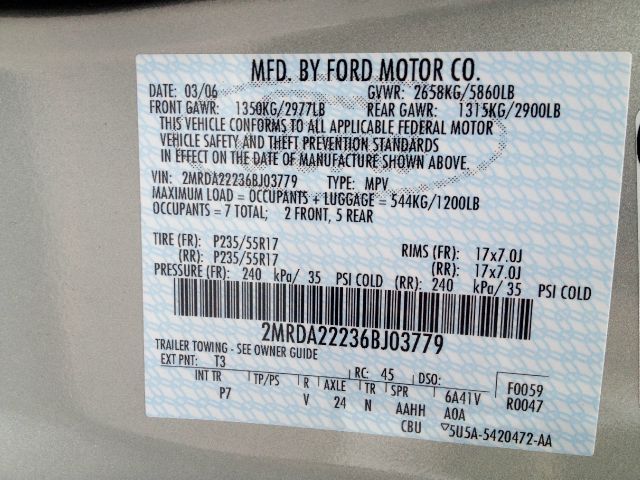 MFD. BY FORD MOTOR CO.
DATE: 03/06 GVWR: 2658KG/5860LB
FRONT GAWR: 1350KG/2977LB REAR GAWR: 1315KG/2900LB
THIS VEHICLE CONFORMS TO ALL APPLICABLE FEDERAL MOTOR
VEHICLE SAFETY AND THEFT PREVENTION STANDARDS
IN EFFECT ON THE DATE OF MANUFACTURE SHOWN ABOVE.
VIN: 2MRDA22236BJ03779 TYPE: MPV
MAXIMUM LOAD = OCCUPANTS + LUGGAGE = 544KG/1200LB
OCCUPANTS = 7 TOTAL; 2 FRONT, 5 REAR
TIRE (FR): P235/55R17 RIMS (FR): 17x7.0J
(RR): P235/55R17 (RR): 17x7.0J
PRESSURE (FR): 240 kPa/ 35 PSI COLD (RR): 240 kPa/ 35 PSI COLD
2MRDA22236BJ03779
TRAILER TOWING - SEE OWNER GUIDE
EXT PNT: T3 RC: 45 DSO: F0059
INT TR TP/PS R AXLE TR SPR 6A41V R0047
P7 V 24 N AAHH AOA
CBU ▽5U5A-5420472-AA